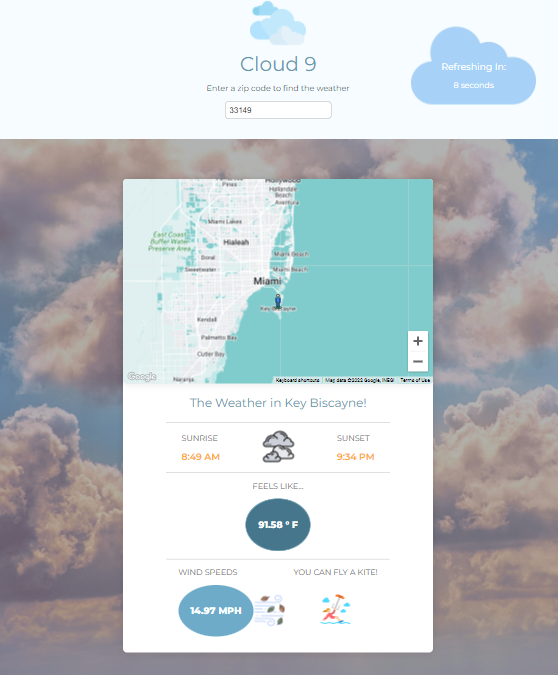 Cloud 9
Enter a zip code to find the weather
33149
Refreshing In:
8 seconds
Hollywood
Pines
Hallandale
Beach
Aventura
Miami Lakes
East Coast
Buffer Water
Preserve Area
Hialeah
Doral
Miami Beach
Sweetwater
Miami Beach
Miami
Key Biscayne
Kendall
Palmetto Bay
Cutler Bay
Naranja
+
−
Google
Keyboard shortcuts
Map data ©2022 Google, INEGI
Terms of Use
The Weather in Key Biscayne!
SUNRISE
8:49 AM
SUNSET
9:34 PM
FEELS LIKE...
91.58 ° F
WIND SPEEDS
14.97 MPH
YOU CAN FLY A KITE!